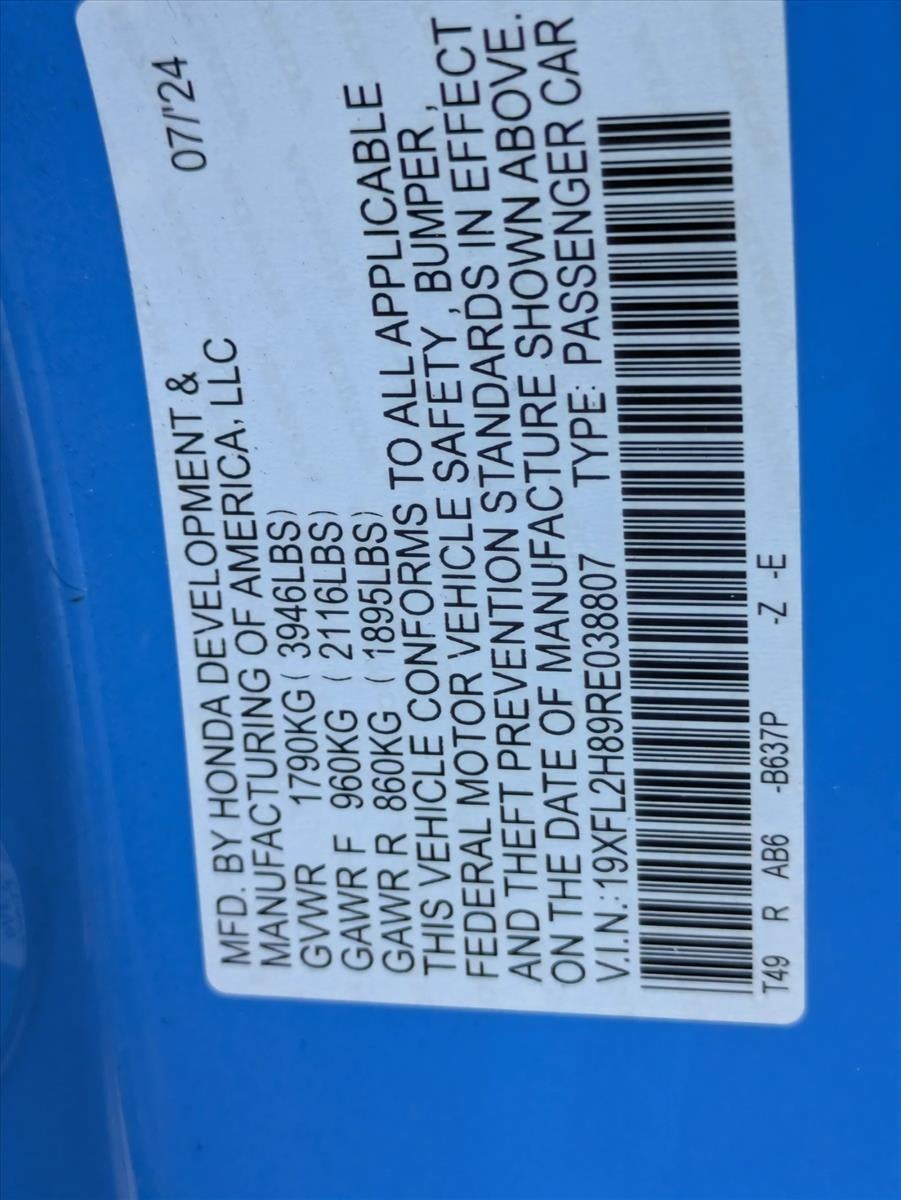 MFD. BY HONDA DEVELOPMENT & 07/'24
MANUFACTURING OF AMERICA, LLC
GVWR 1790KG ( 3946LBS)
GAWR F 960KG ( 2116LBS)
GAWR R 860KG ( 1895LBS)
THIS VEHICLE CONFORMS TO ALL APPLICABLE
FEDERAL MOTOR VEHICLE SAFETY , BUMPER ,
AND THEFT PREVENTION STANDARDS IN EFFECT
ON THE DATE OF MANUFACTURE SHOWN ABOVE.
V.I.N.:19XFL2H89RE038807 TYPE: PASSENGER CAR
T49 R AB6 -B637P -Z -E